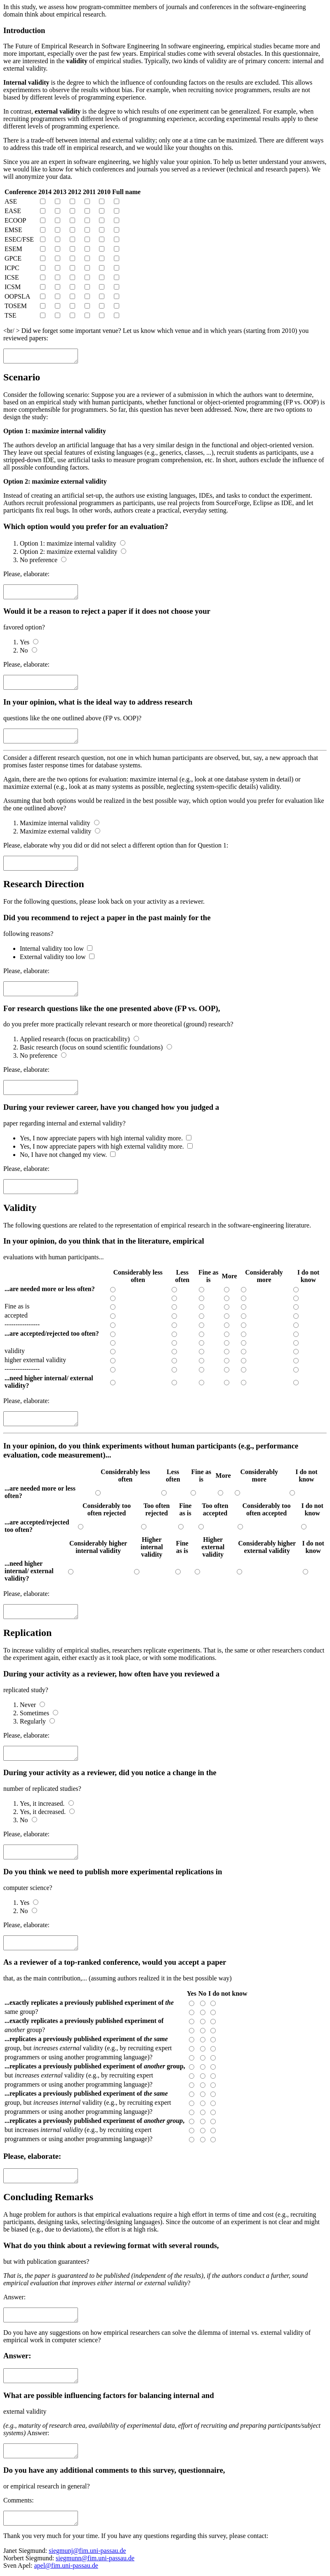 In this study, we assess how program-committee members of journals and conferences in the software-engineering
domain think about empirical research.
Introduction
The Future of Empirical Research in Software Engineering In software engineering, empirical studies become more and
more important, especially over the past few years. Empirical studies come with several obstacles. In this questionnaire,
we are interested in the validity of empirical studies. Typically, two kinds of validity are of primary concern: internal and
external validity.
Internal validity is the degree to which the influence of confounding factors on the results are excluded. This allows
experimenters to observe the results without bias. For example, when recruiting novice programmers, results are not
biased by different levels of programming experience.
In contrast, external validity is the degree to which results of one experiment can be generalized. For example, when
recruiting programmers with different levels of programming experience, according experimental results apply to these
different levels of programming experience.
There is a trade-off between internal and external validity: Only one at a time can be maximized. There are different ways
to address this trade off in empirical research, and we would like to hear your thoughts on this.
Since you are an expert in software engineering, we highly value your opinion. To help us better understand your answers,
we would like to know for which conferences and journals you served as a reviewer (technical and research papers). We
will anonymize your data.
Conference 2014 2013 2012 2011 2010 Full name
ASE
EASE
ECOOP
EMSE
ESEC/FSE
ESEM
GPCE
ICPC
ICSE
ICSM
OOPSLA
TOSEM
TSE
<br/ > Did we forget some important venue? Let us know which venue and in which years (starting from 2010) you
reviewed papers:
Scenario
Consider the following scenario: Suppose you are a reviewer of a submission in which the authors want to determine,
based on an empirical study with human participants, whether functional or object-oriented programming (FP vs. OOP) is
more comprehensible for programmers. So far, this question has never been addressed. Now, there are two options to
design the study:
Option 1: maximize internal validity
The authors develop an artificial language that has a very similar design in the functional and object-oriented version. They
leave out special features of existing languages (e.g., generics, classes, ...), recruit students as participants, use a
stripped-down IDE, use artificial tasks to measure program comprehension, etc. In short, authors exclude the influence of
all possible confounding factors.
Option 2: maximize external validity
Instead of creating an artificial set-up, the authors use existing languages, IDEs, and tasks to conduct the experiment.
Authors recruit professional programmers as participants, use real projects from SourceForge, Eclipse as IDE, and let
participants fix real bugs. In other words, authors create a practical, everyday setting.
Which option would you prefer for an evaluation?
1. Option 1: maximize internal validity
2. Option 2: maximize external validity
3. No preference
Please, elaborate:
Would it be a reason to reject a paper if it does not choose your
favored option?
1. Yes
2. No
Please, elaborate:
In your opinion, what is the ideal way to address research
questions like the one outlined above (FP vs. OOP)?
Consider a different research question, not one in which human participants are observed, but, say, a new approach that
promises faster response times for database systems.
Again, there are the two options for evaluation: maximize internal (e.g., look at one database system in detail) or
maximize external (e.g., look at as many systems as possible, neglecting system-specific details) validity.
Assuming that both options would be realized in the best possible way, which option would you prefer for evaluation like
the one outlined above?
1. Maximize internal validity
2. Maximize external validity
Please, elaborate why you did or did not select a different option than for Question 1:
Research Direction
For the following questions, please look back on your activity as a reviewer.
Did you recommend to reject a paper in the past mainly for the
following reasons?
Internal validity too low
External validity too low
Please, elaborate:
For research questions like the one presented above (FP vs. OOP),
do you prefer more practically relevant research or more theoretical (ground) research?
1. Applied research (focus on practicability)
2. Basic research (focus on sound scientific foundations)
3. No preference
Please, elaborate:
During your reviewer career, have you changed how you judged a
paper regarding internal and external validity?
Yes, I now appreciate papers with high internal validity more.
Yes, I now appreciate papers with high external validity more.
No, I have not changed my view.
Please, elaborate:
Validity
The following questions are related to the representation of empirical research in the software-engineering literature.
In your opinion, do you think that in the literature, empirical
evaluations with human participants...
Considerably less often Less often Fine as is More Considerably more I do not know
...are needed more or less often?
Fine as is
accepted
----------------
...are accepted/rejected too often?
validity
higher external validity
----------------
...need higher internal/ external
validity?
Please, elaborate:
In your opinion, do you think experiments without human participants (e.g., performance
evaluation, code measurement)...
Considerably less often Less often Fine as is More Considerably more I do not know
...are needed more or less
often?
Considerably too often rejected Too often rejected Fine as is Too often accepted Considerably too often accepted I do not know
...are accepted/rejected
too often?
Considerably higher internal validity Higher internal validity Fine as is Higher external validity Considerably higher external validity I do not know
...need higher
internal/ external
validity?
Please, elaborate:
Replication
To increase validity of empirical studies, researchers replicate experiments. That is, the same or other researchers conduct
the experiment again, either exactly as it took place, or with some modifications.
During your activity as a reviewer, how often have you reviewed a
replicated study?
1. Never
2. Sometimes
3. Regularly
Please, elaborate:
During your activity as a reviewer, did you notice a change in the
number of replicated studies?
1. Yes, it increased.
2. Yes, it decreased.
3. No
Please, elaborate:
Do you think we need to publish more experimental replications in
computer science?
1. Yes
2. No
Please, elaborate:
As a reviewer of a top-ranked conference, would you accept a paper
that, as the main contribution,... (assuming authors realized it in the best possible way)
Yes No I do not know
...exactly replicates a previously published experiment of the
same group?
...exactly replicates a previously published experiment of
another group?
...replicates a previously published experiment of the same
group, but increases external validity (e.g., by recruiting expert
programmers or using another programming language)?
...replicates a previously published experiment of another group,
but increases external validity (e.g., by recruiting expert
programmers or using another programming language)?
...replicates a previously published experiment of the same
group, but increases internal validity (e.g., by recruiting expert
programmers or using another programming language)?
...replicates a previously published experiment of another group,
but increases internal validity (e.g., by recruiting expert
programmers or using another programming language)?
Please, elaborate:
Concluding Remarks
A huge problem for authors is that empirical evaluations require a high effort in terms of time and cost (e.g., recruiting
participants, designing tasks, selecting/designing languages). Since the outcome of an experiment is not clear and might
be biased (e.g., due to deviations), the effort is at high risk.
What do you think about a reviewing format with several rounds,
but with publication guarantees?
That is, the paper is guaranteed to be published (independent of the results), if the authors conduct a further, sound
empirical evaluation that improves either internal or external validity?
Answer:
Do you have any suggestions on how empirical researchers can solve the dilemma of internal vs. external validity of
empirical work in computer science?
Answer:
What are possible influencing factors for balancing internal and
external validity
(e.g., maturity of research area, availability of experimental data, effort of recruiting and preparing participants/subject
systems) Answer:
Do you have any additional comments to this survey, questionnaire,
or empirical research in general?
Comments:
Thank you very much for your time. If you have any questions regarding this survey, please contact:
Janet Siegmund: siegmunj@fim.uni-passau.de
Norbert Siegmund: siegmunn@fim.uni-passau.de
Sven Apel: apel@fim.uni-passau.de